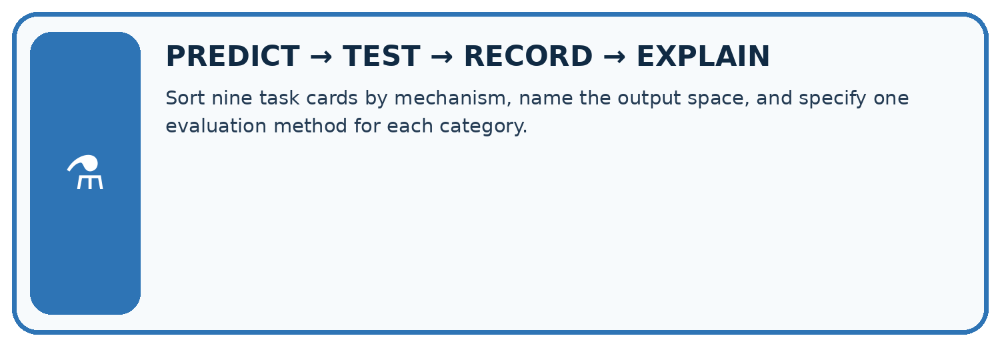 PREDICT → TEST → RECORD → EXPLAIN
Sort nine task cards by mechanism, name the output space, and specify one
evaluation method for each category.